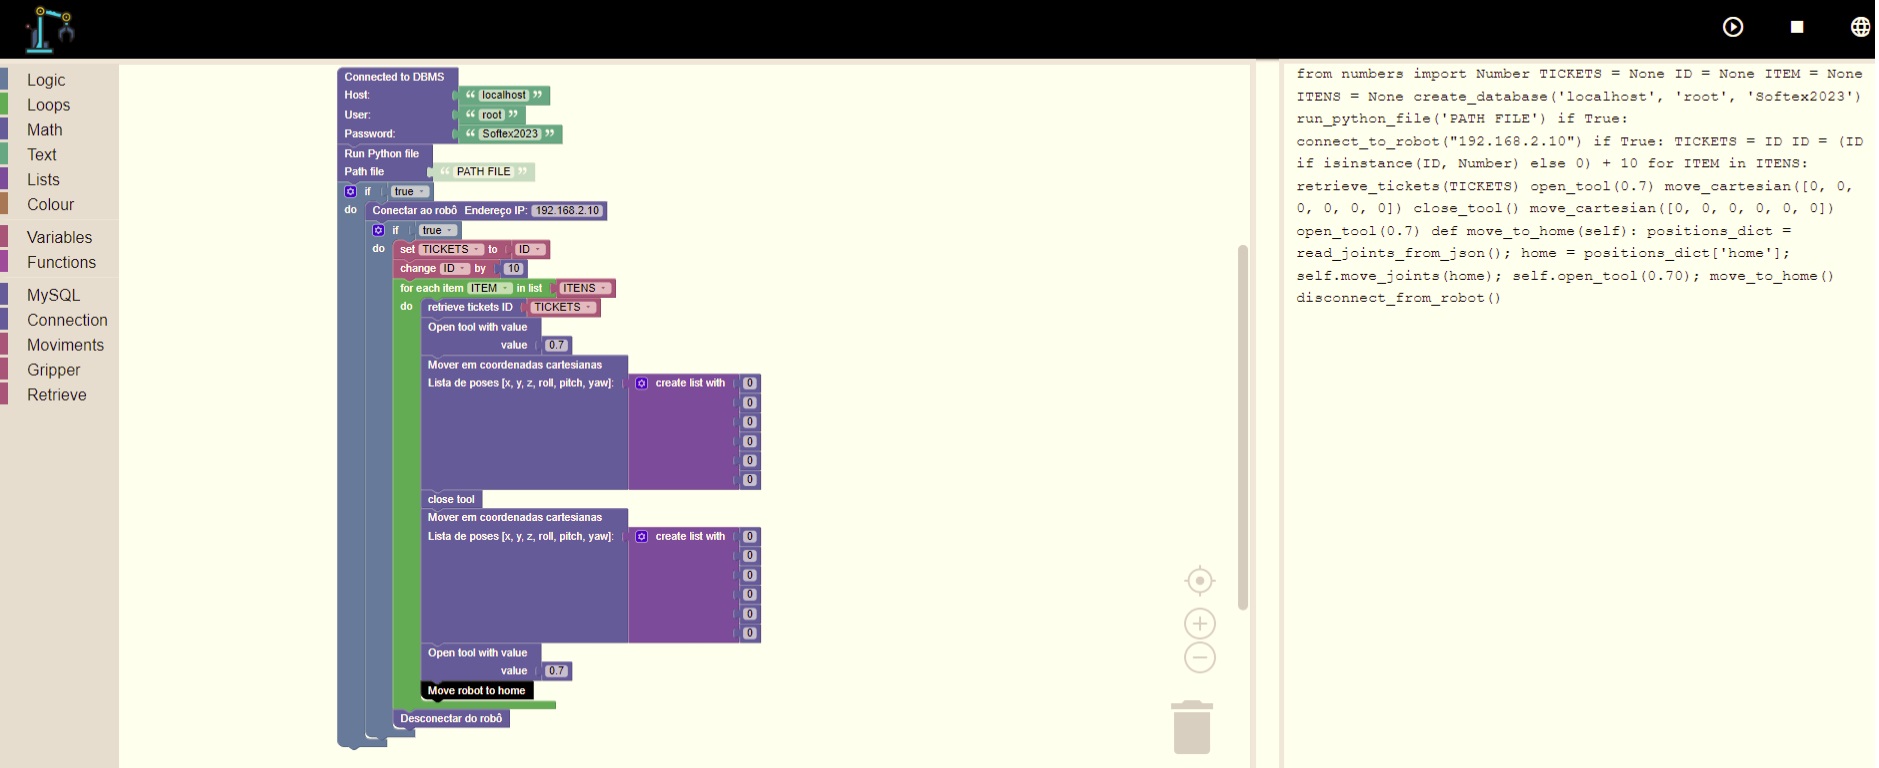 Logic
Loops
Math
Text
Lists
Colour
Variables
Functions
MySQL
Connection
Moviments
Gripper
Retrieve
Connected to DBMS
Host: “ localhost ”
User: “ root ”
Password: “ Softex2023 ”
Run Python file
Path file “ PATH FILE ”
if true
do Conectar ao robô Endereço IP: 192.168.2.10
if true
do set TICKETS to ID
change ID by 10
for each item ITEM in list ITENS
do retrieve tickets ID TICKETS
Open tool with value
value 0.7
Mover em coordenadas cartesianas
Lista de poses [x, y, z, roll, pitch, yaw]: create list with 0
0
0
0
0
0
close tool
Mover em coordenadas cartesianas
Lista de poses [x, y, z, roll, pitch, yaw]: create list with 0
0
0
0
0
0
Open tool with value
value 0.7
Move robot to home
Desconectar do robô
from numbers import Number TICKETS = None ID = None ITEM = None
ITENS = None create_database('localhost', 'root', 'Softex2023')
run_python_file('PATH FILE') if True:
connect_to_robot("192.168.2.10") if True: TICKETS = ID ID = (ID
if isinstance(ID, Number) else 0) + 10 for ITEM in ITENS:
retrieve_tickets(TICKETS) open_tool(0.7) move_cartesian([0, 0,
0, 0, 0, 0]) close_tool() move_cartesian([0, 0, 0, 0, 0, 0])
open_tool(0.7) def move_to_home(self): positions_dict =
read_joints_from_json(); home = positions_dict['home'];
self.move_joints(home); self.open_tool(0.70); move_to_home()
disconnect_from_robot()